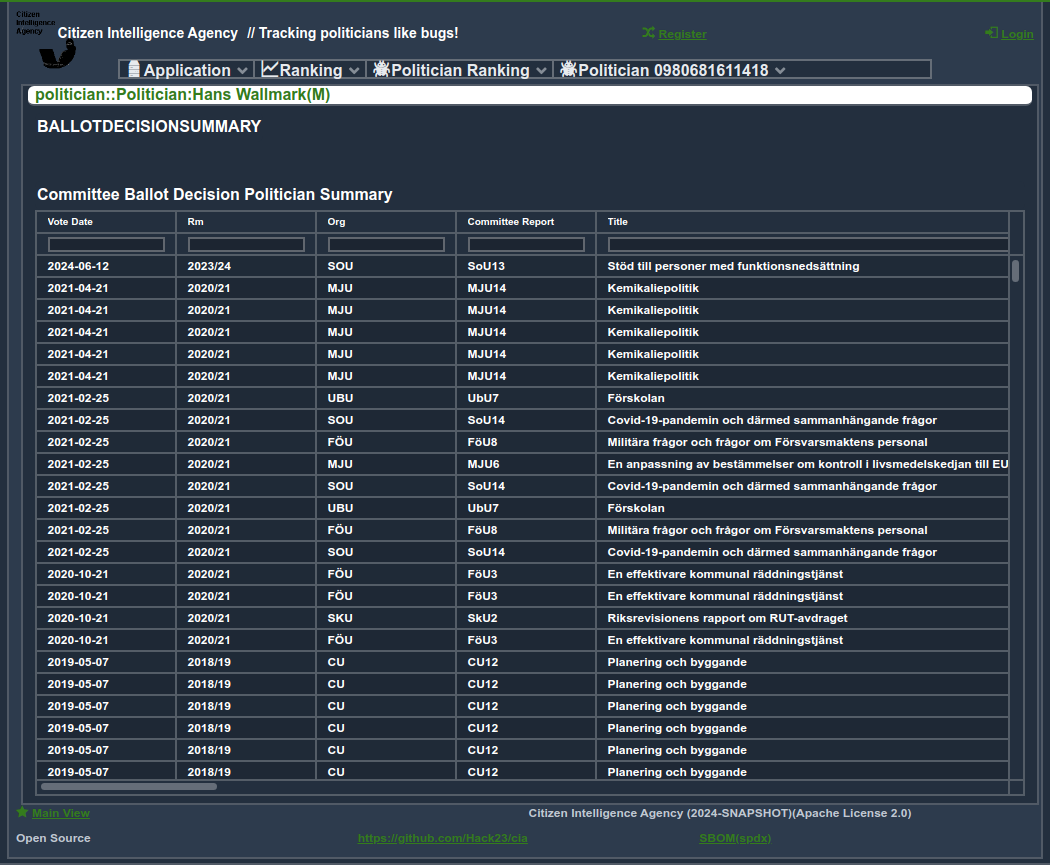 Citizen
Intelligence
Agency
Citizen Intelligence Agency // Tracking politicians like bugs!
Register
Login
Application Ranking Politician Ranking Politician 0980681611418
politician::Politician:Hans Wallmark(M)
BALLOTDECISIONSUMMARY
Committee Ballot Decision Politician Summary
Vote Date Rm Org Committee Report Title
2024-06-12 2023/24 SOU SoU13 Stöd till personer med funktionsnedsättning
2021-04-21 2020/21 MJU MJU14 Kemikaliepolitik
2021-04-21 2020/21 MJU MJU14 Kemikaliepolitik
2021-04-21 2020/21 MJU MJU14 Kemikaliepolitik
2021-04-21 2020/21 MJU MJU14 Kemikaliepolitik
2021-04-21 2020/21 MJU MJU14 Kemikaliepolitik
2021-02-25 2020/21 UBU UbU7 Förskolan
2021-02-25 2020/21 SOU SoU14 Covid-19-pandemin och därmed sammanhängande frågor
2021-02-25 2020/21 FÖU FöU8 Militära frågor och frågor om Försvarsmaktens personal
2021-02-25 2020/21 MJU MJU6 En anpassning av bestämmelser om kontroll i livsmedelskedjan till EU
2021-02-25 2020/21 SOU SoU14 Covid-19-pandemin och därmed sammanhängande frågor
2021-02-25 2020/21 UBU UbU7 Förskolan
2021-02-25 2020/21 FÖU FöU8 Militära frågor och frågor om Försvarsmaktens personal
2021-02-25 2020/21 SOU SoU14 Covid-19-pandemin och därmed sammanhängande frågor
2020-10-21 2020/21 FÖU FöU3 En effektivare kommunal räddningstjänst
2020-10-21 2020/21 FÖU FöU3 En effektivare kommunal räddningstjänst
2020-10-21 2020/21 SKU SkU2 Riksrevisionens rapport om RUT-avdraget
2020-10-21 2020/21 FÖU FöU3 En effektivare kommunal räddningstjänst
2019-05-07 2018/19 CU CU12 Planering och byggande
2019-05-07 2018/19 CU CU12 Planering och byggande
2019-05-07 2018/19 CU CU12 Planering och byggande
2019-05-07 2018/19 CU CU12 Planering och byggande
2019-05-07 2018/19 CU CU12 Planering och byggande
2019-05-07 2018/19 CU CU12 Planering och byggande
Main View Citizen Intelligence Agency (2024-SNAPSHOT)(Apache License 2.0)
Open Source https://github.com/Hack23/cia SBOM(spdx)